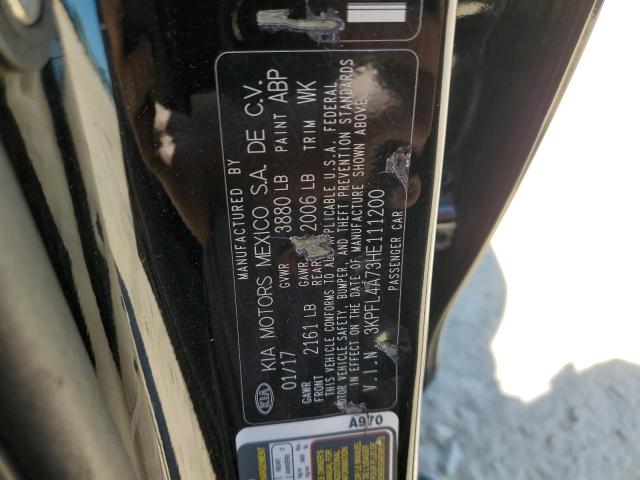 KIA
MANUFACTURED BY
KIA MOTORS MEXICO S.A. DE C.V.
01/17 GVWR 3880 LB PAINT ABP
GAWR FRONT 2161 LB GAWR REAR 2006 LB TRIM WK
THIS VEHICLE CONFORMS TO ALL APPLICABLE U.S.A. FEDERAL
MOTOR VEHICLE SAFETY, BUMPER, AND THEFT PREVENTION STANDARDS
IN EFFECT ON THE DATE OF MANUFACTURE SHOWN ABOVE.
V.I.N 3KPFL4A73HE111200
PASSENGER CAR
A970